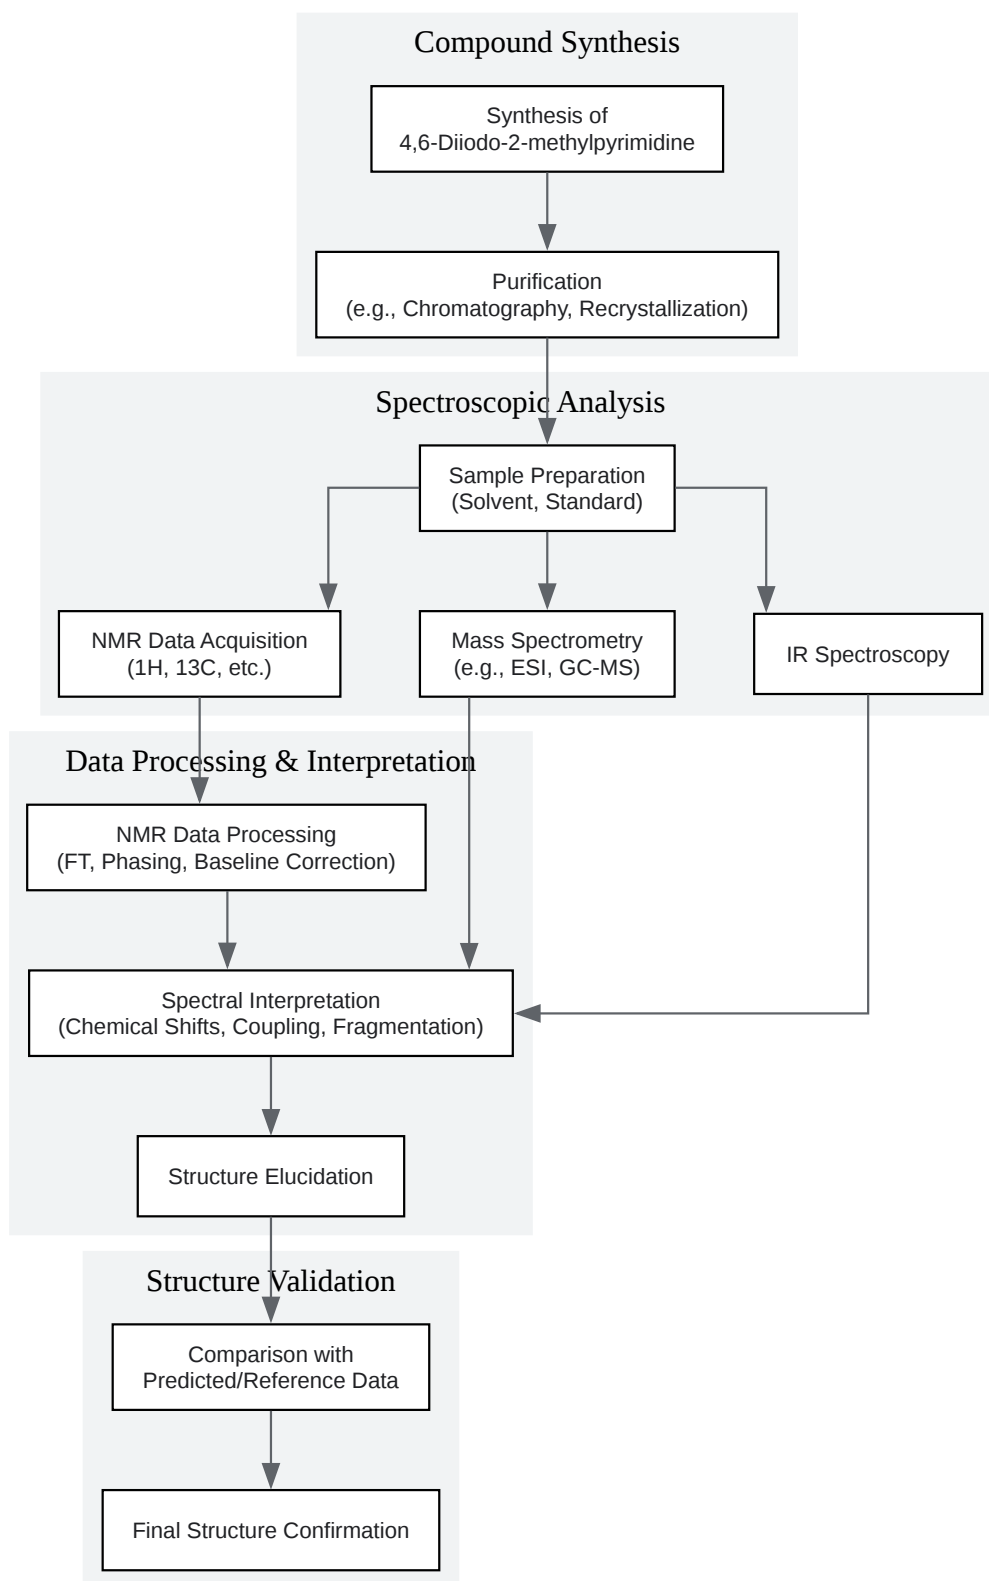 Compound Synthesis
Synthesis of
4,6-Diiodo-2-methylpyrimidine
Purification
(e.g., Chromatography, Recrystallization)
Spectroscopic Analysis
Sample Preparation
(Solvent, Standard)
NMR Data Acquisition
(1H, 13C, etc.)
Mass Spectrometry
(e.g., ESI, GC-MS)
IR Spectroscopy
Data Processing & Interpretation
NMR Data Processing
(FT, Phasing, Baseline Correction)
Spectral Interpretation
(Chemical Shifts, Coupling, Fragmentation)
Structure Elucidation
Structure Validation
Comparison with
Predicted/Reference Data
Final Structure Confirmation